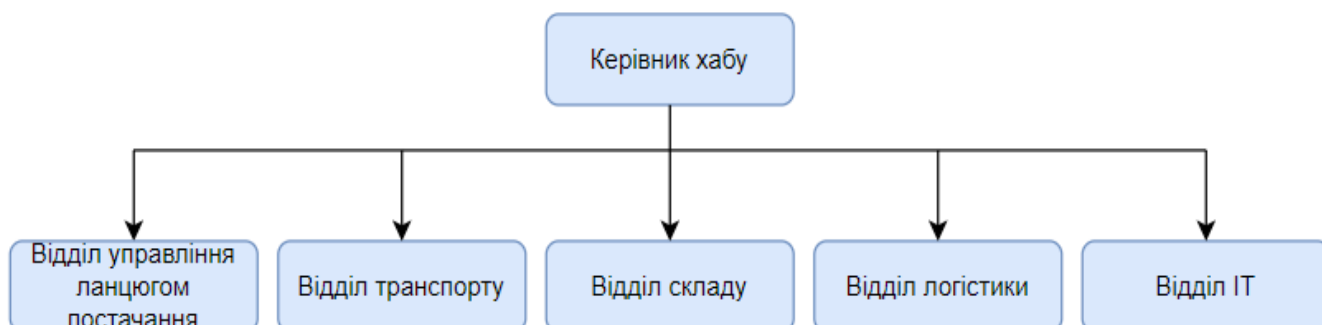 Керівник хабу
Відділ управління
ланцюгом
постачання
Відділ транспорту
Відділ складу
Відділ логістики
Відділ ІТ